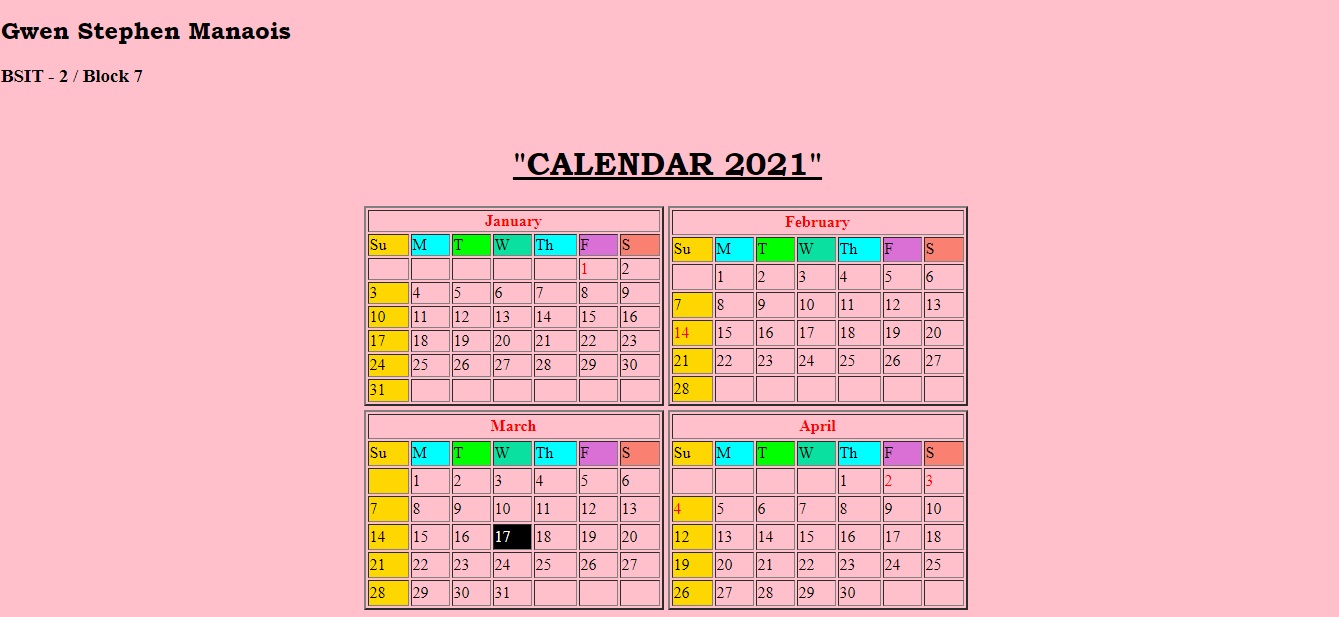 Gwen Stephen Manaois
BSIT - 2 / Block 7
"CALENDAR 2021"
January
Su M T W Th F S
1 2
3 4 5 6 7 8 9
10 11 12 13 14 15 16
17 18 19 20 21 22 23
24 25 26 27 28 29 30
31
February
Su M T W Th F S
1 2 3 4 5 6
7 8 9 10 11 12 13
14 15 16 17 18 19 20
21 22 23 24 25 26 27
28
March
Su M T W Th F S
1 2 3 4 5 6
7 8 9 10 11 12 13
14 15 16 17 18 19 20
21 22 23 24 25 26 27
28 29 30 31
April
Su M T W Th F S
1 2 3
4 5 6 7 8 9 10
12 13 14 15 16 17 18
19 20 21 22 23 24 25
26 27 28 29 30